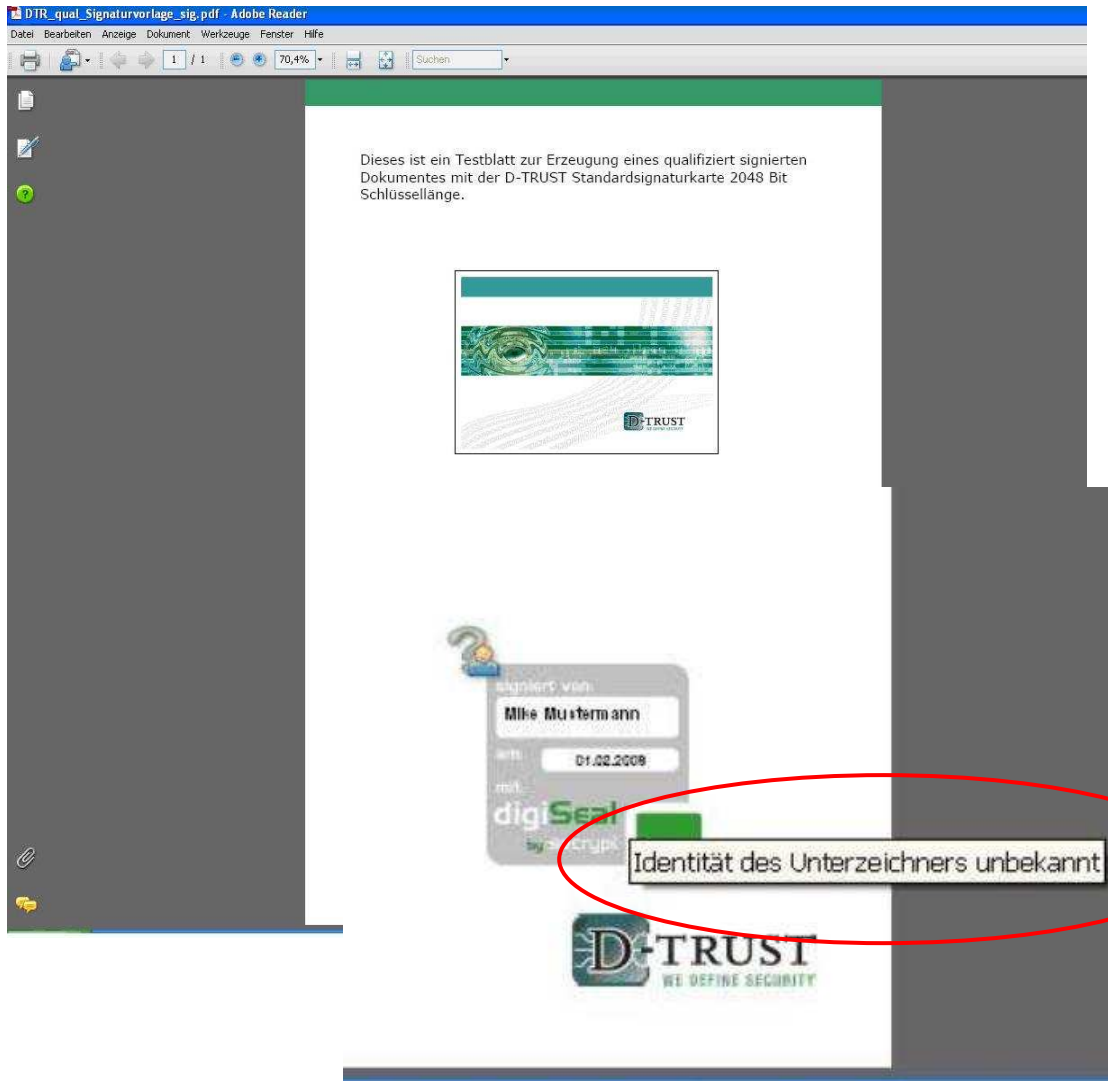 DTR_qual_Signaturvorlage_sig.pdf - Adobe Reader
Datei Bearbeiten Anzeige Dokument Werkzeuge Fenster Hilfe
1 / 1 70,4% Suchen
Dieses ist ein Testblatt zur Erzeugung eines qualifiziert signierten
Dokumentes mit der D-TRUST Standardsignaturkarte 2048 Bit
Schlüssellänge.
D-TRUST
signiert von:
Mike Mustermann
am:
01.02.2008
mit:
digiSeal
by
Identität des Unterzeichners unbekannt
D-TRUST
WE DEFINE SECURITY